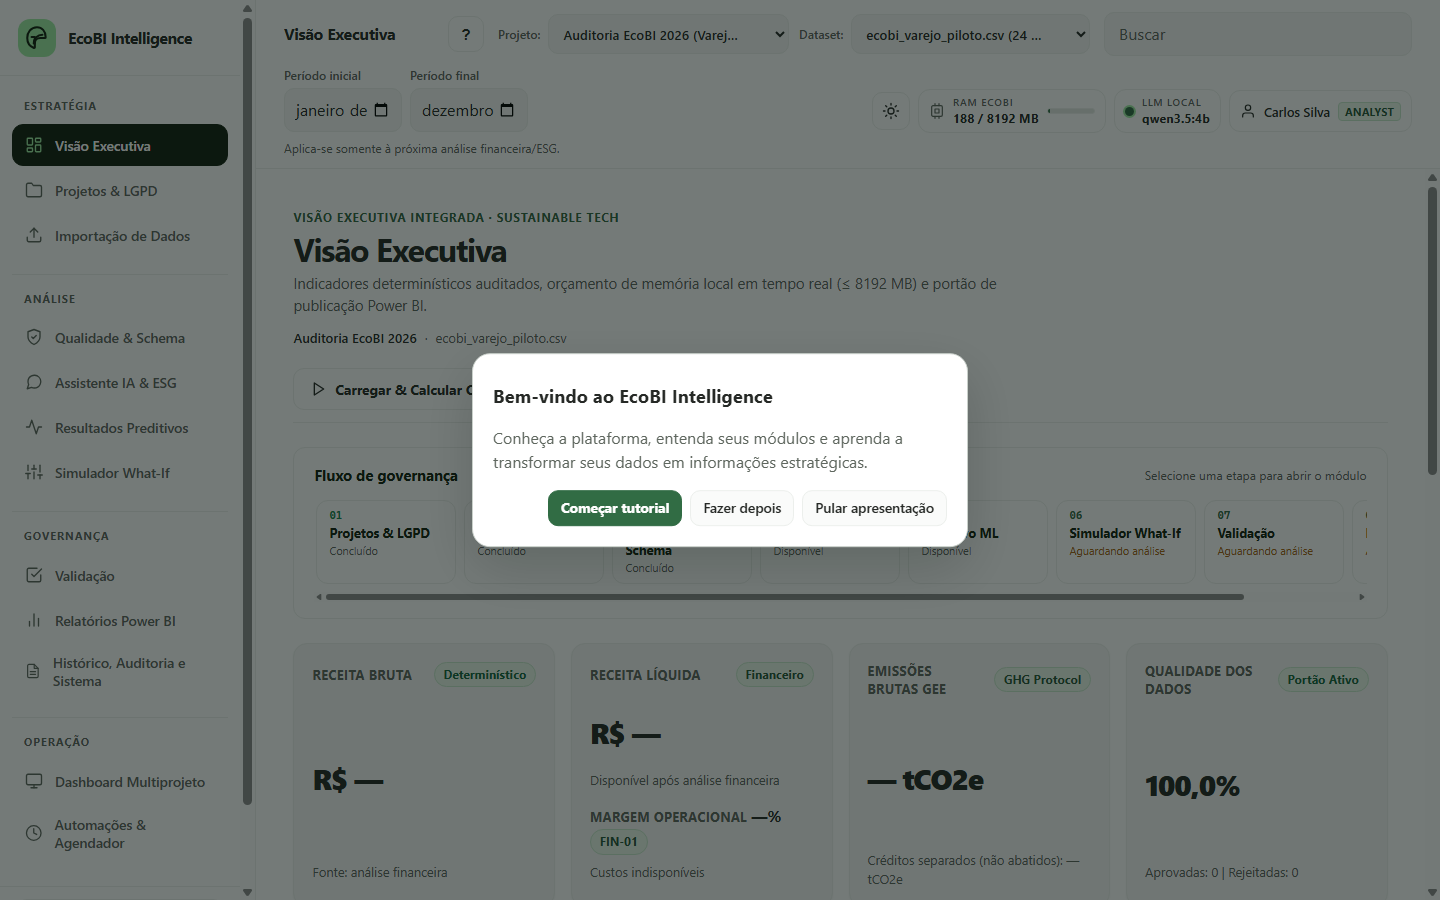 EcoBI Intelligence
ESTRATÉGIA
Visão Executiva
Projetos & LGPD
Importação de Dados
ANÁLISE
Qualidade & Schema
Assistente IA & ESG
Resultados Preditivos
Simulador What-If
GOVERNANÇA
Validação
Relatórios Power BI
Histórico, Auditoria e
Sistema
OPERAÇÃO
Dashboard Multiprojeto
Automações &
Agendador
Visão Executiva
?
Projeto:
Auditoria EcoBI 2026 (Varej...
Dataset:
ecobi_varejo_piloto.csv (24 ...
Buscar
Período inicial
Período final
janeiro de
dezembro
RAM ECOBI
188 / 8192 MB
LLM LOCAL
qwen3.5:4b
Carlos Silva
ANALYST
Aplica-se somente à próxima análise financeira/ESG.
VISÃO EXECUTIVA INTEGRADA · SUSTAINABLE TECH
Visão Executiva
Indicadores determinísticos auditados, orçamento de memória local em tempo real (≤ 8192 MB) e portão de
publicação Power BI.
Auditoria EcoBI 2026 · ecobi_varejo_piloto.csv
Carregar & Calcular
Bem-vindo ao EcoBI Intelligence
Conheça a plataforma, entenda seus módulos e aprenda a
transformar seus dados em informações estratégicas.
Começar tutorial
Fazer depois
Pular apresentação
Fluxo de governança
Selecione uma etapa para abrir o módulo
01
Projetos & LGPD
Concluído
Concluído
Schema
Concluído
Disponível
o ML
Disponível
06
Simulador What-If
Aguardando análise
07
Validação
Aguardando análise
RECEITA BRUTA
Determinístico
R$ —
Fonte: análise financeira
RECEITA LÍQUIDA
Financeiro
R$ —
Disponível após análise financeira
MARGEM OPERACIONAL —%
FIN-01
Custos indisponíveis
EMISSÕES
BRUTAS GEE
GHG Protocol
— tCO2e
Créditos separados (não abatidos): —
tCO2e
QUALIDADE DOS
DADOS
Portão Ativo
100,0%
Aprovadas: 0 | Rejeitadas: 0